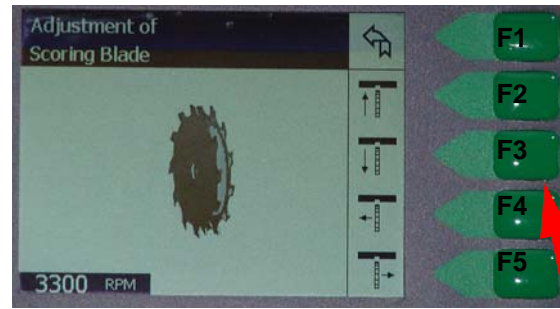 Adjustment of
Scoring Blade
3300 RPM
F1
F2
F3
F4
F5